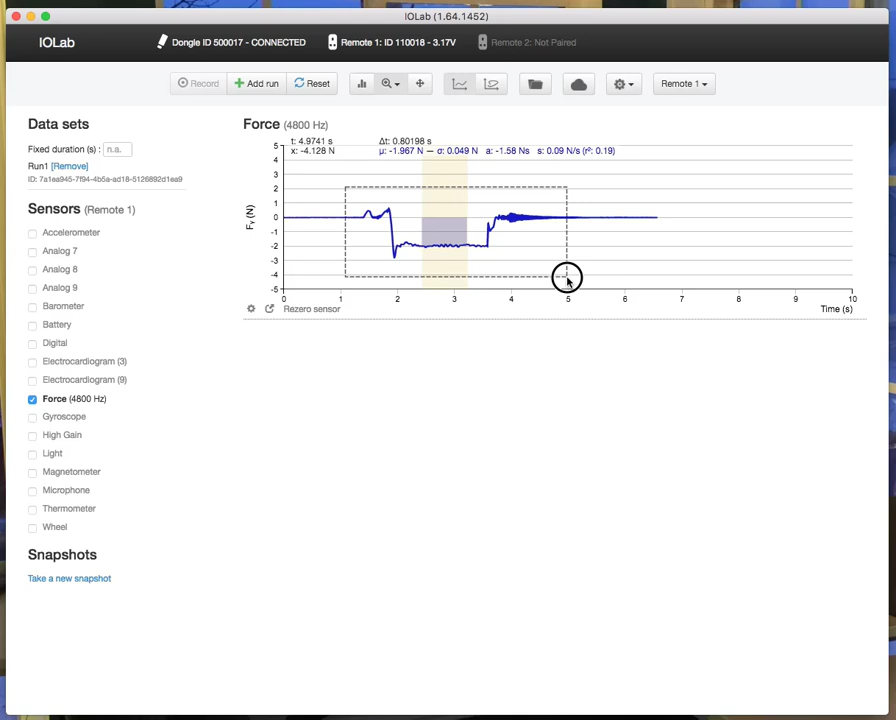 IOLab (1.64.1452)
IOLab Dongle ID 500017 - CONNECTED Remote 1: ID 110018 - 3.17V Remote 2: Not Paired
Record Add run Reset Remote 1
Data sets
Fixed duration (s) : n.a.
Run1 [Remove]
ID: 7a1ea945-7f94-4b5a-ad18-5126892d1ea9
Sensors (Remote 1)
Accelerometer
Analog 7
Analog 8
Analog 9
Barometer
Battery
Digital
Electrocardiogram (3)
Electrocardiogram (9)
Force (4800 Hz)
Gyroscope
High Gain
Light
Magnetometer
Microphone
Thermometer
Wheel
Snapshots
Take a new snapshot
Force (4800 Hz)
t: 4.9741 s Δt: 0.80198 s
x: -4.128 N μ: -1.967 N — σ: 0.049 N a: -1.58 Ns s: 0.09 N/s (r²: 0.19)
Fy (N)
5
4
3
2
1
0
-1
-2
-3
-4
-5
0 1 2 3 4 5 6 7 8 9 10
Rezero sensor Time (s)